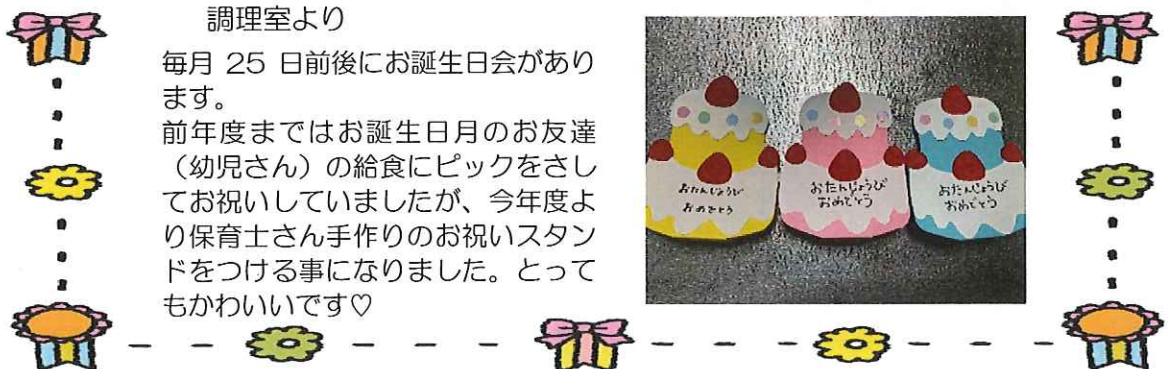 調理室より
毎月 25 日前後にお誕生日会があり
ます。
前年度まではお誕生日月のお友達
（幼児さん）の給食にピックをさし
てお祝いしていましたが、今年度よ
り保育士さん手作りのお祝いスタン
ドをつける事になりました。とって
もかわいいです♡
おたんじょうび
おめでとう
おたんじょうび
おめでとう
おたんじょうび
おめでとう